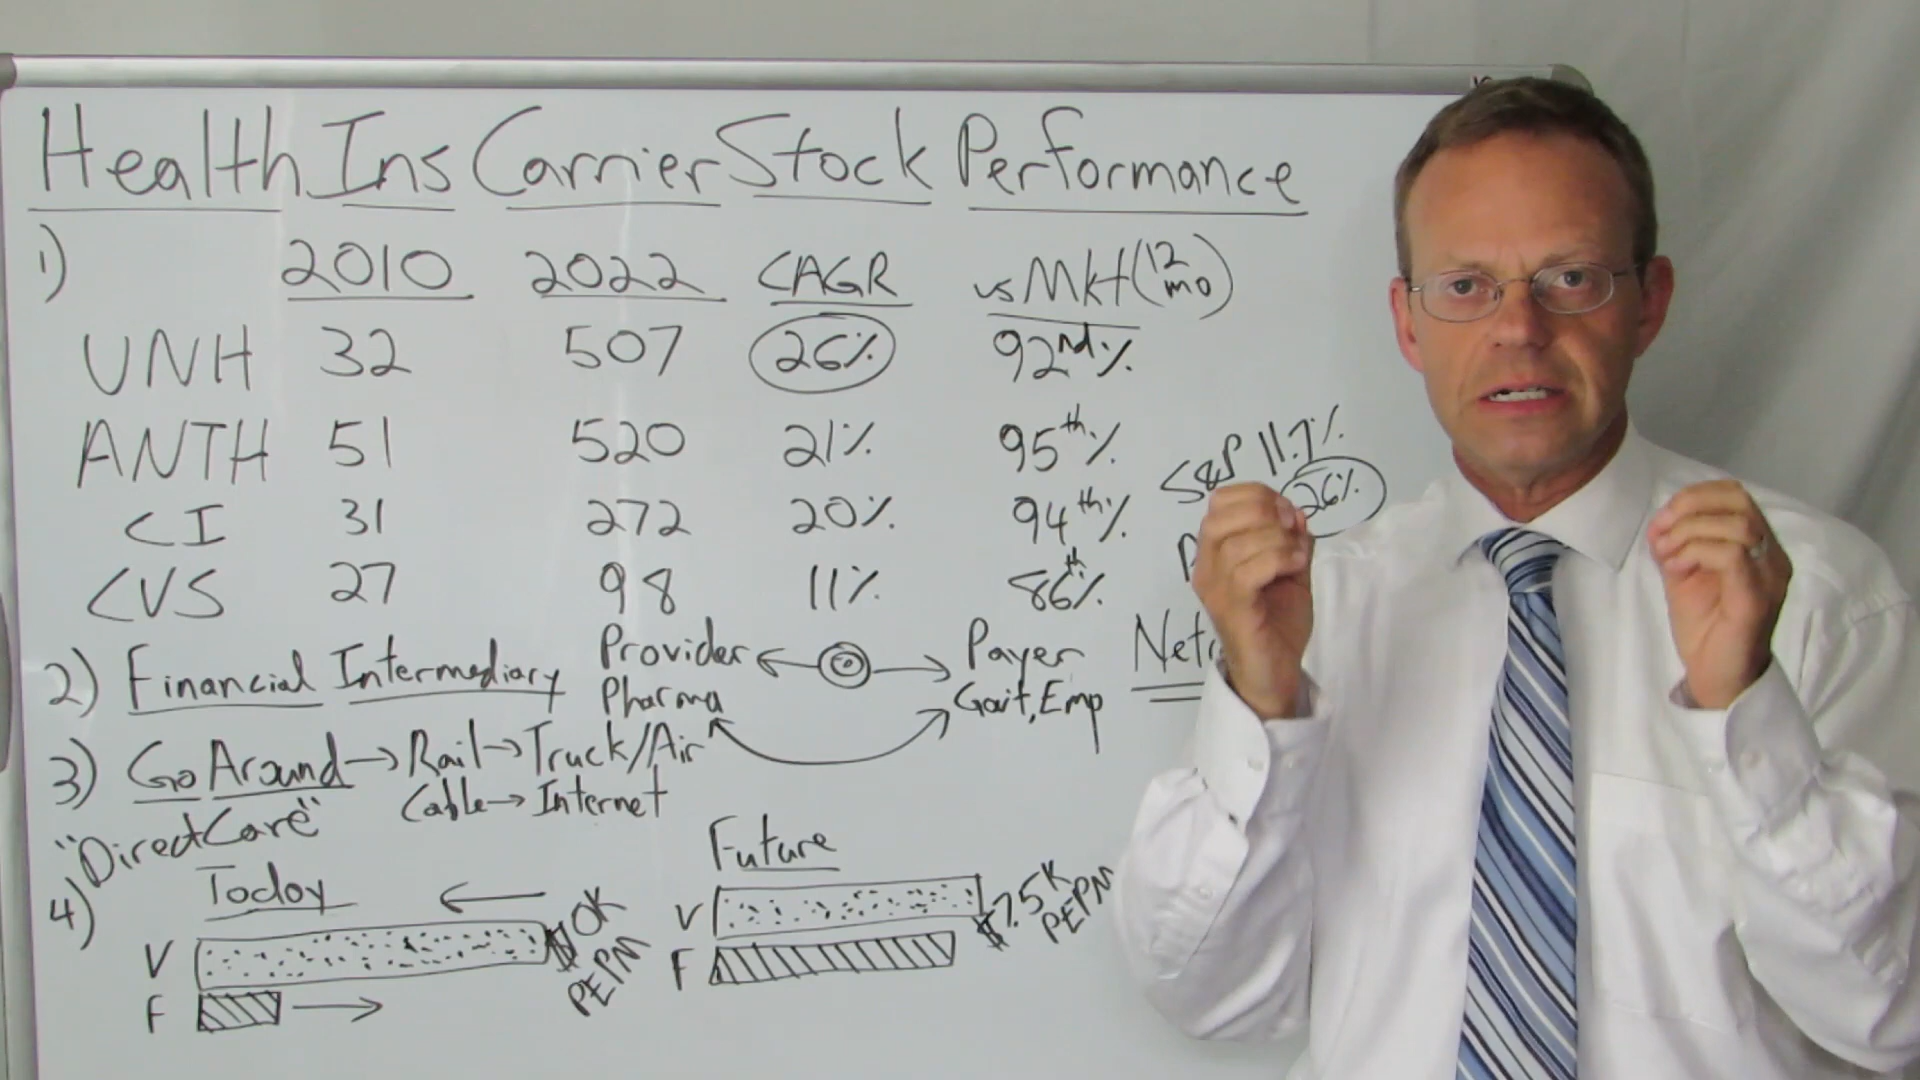 Health Ins Carrier Stock Performance
1) 2010 2022 CAGR vs Mkt (12 mo)
UNH 32 507 26% 92nd%
ANTH 51 520 21% 95th%
CI 31 272 20% 94th%
CVS 27 98 11% 86th%
S&P 11.7%
26%
2) Financial Intermediary Provider Payer
Pharma Gov't, Emp
3) Go Around → Rail → Truck/Air
Cable → Internet
"Direct Care"
4) Today Future
V V $7.5K PEPM
F PEPM F